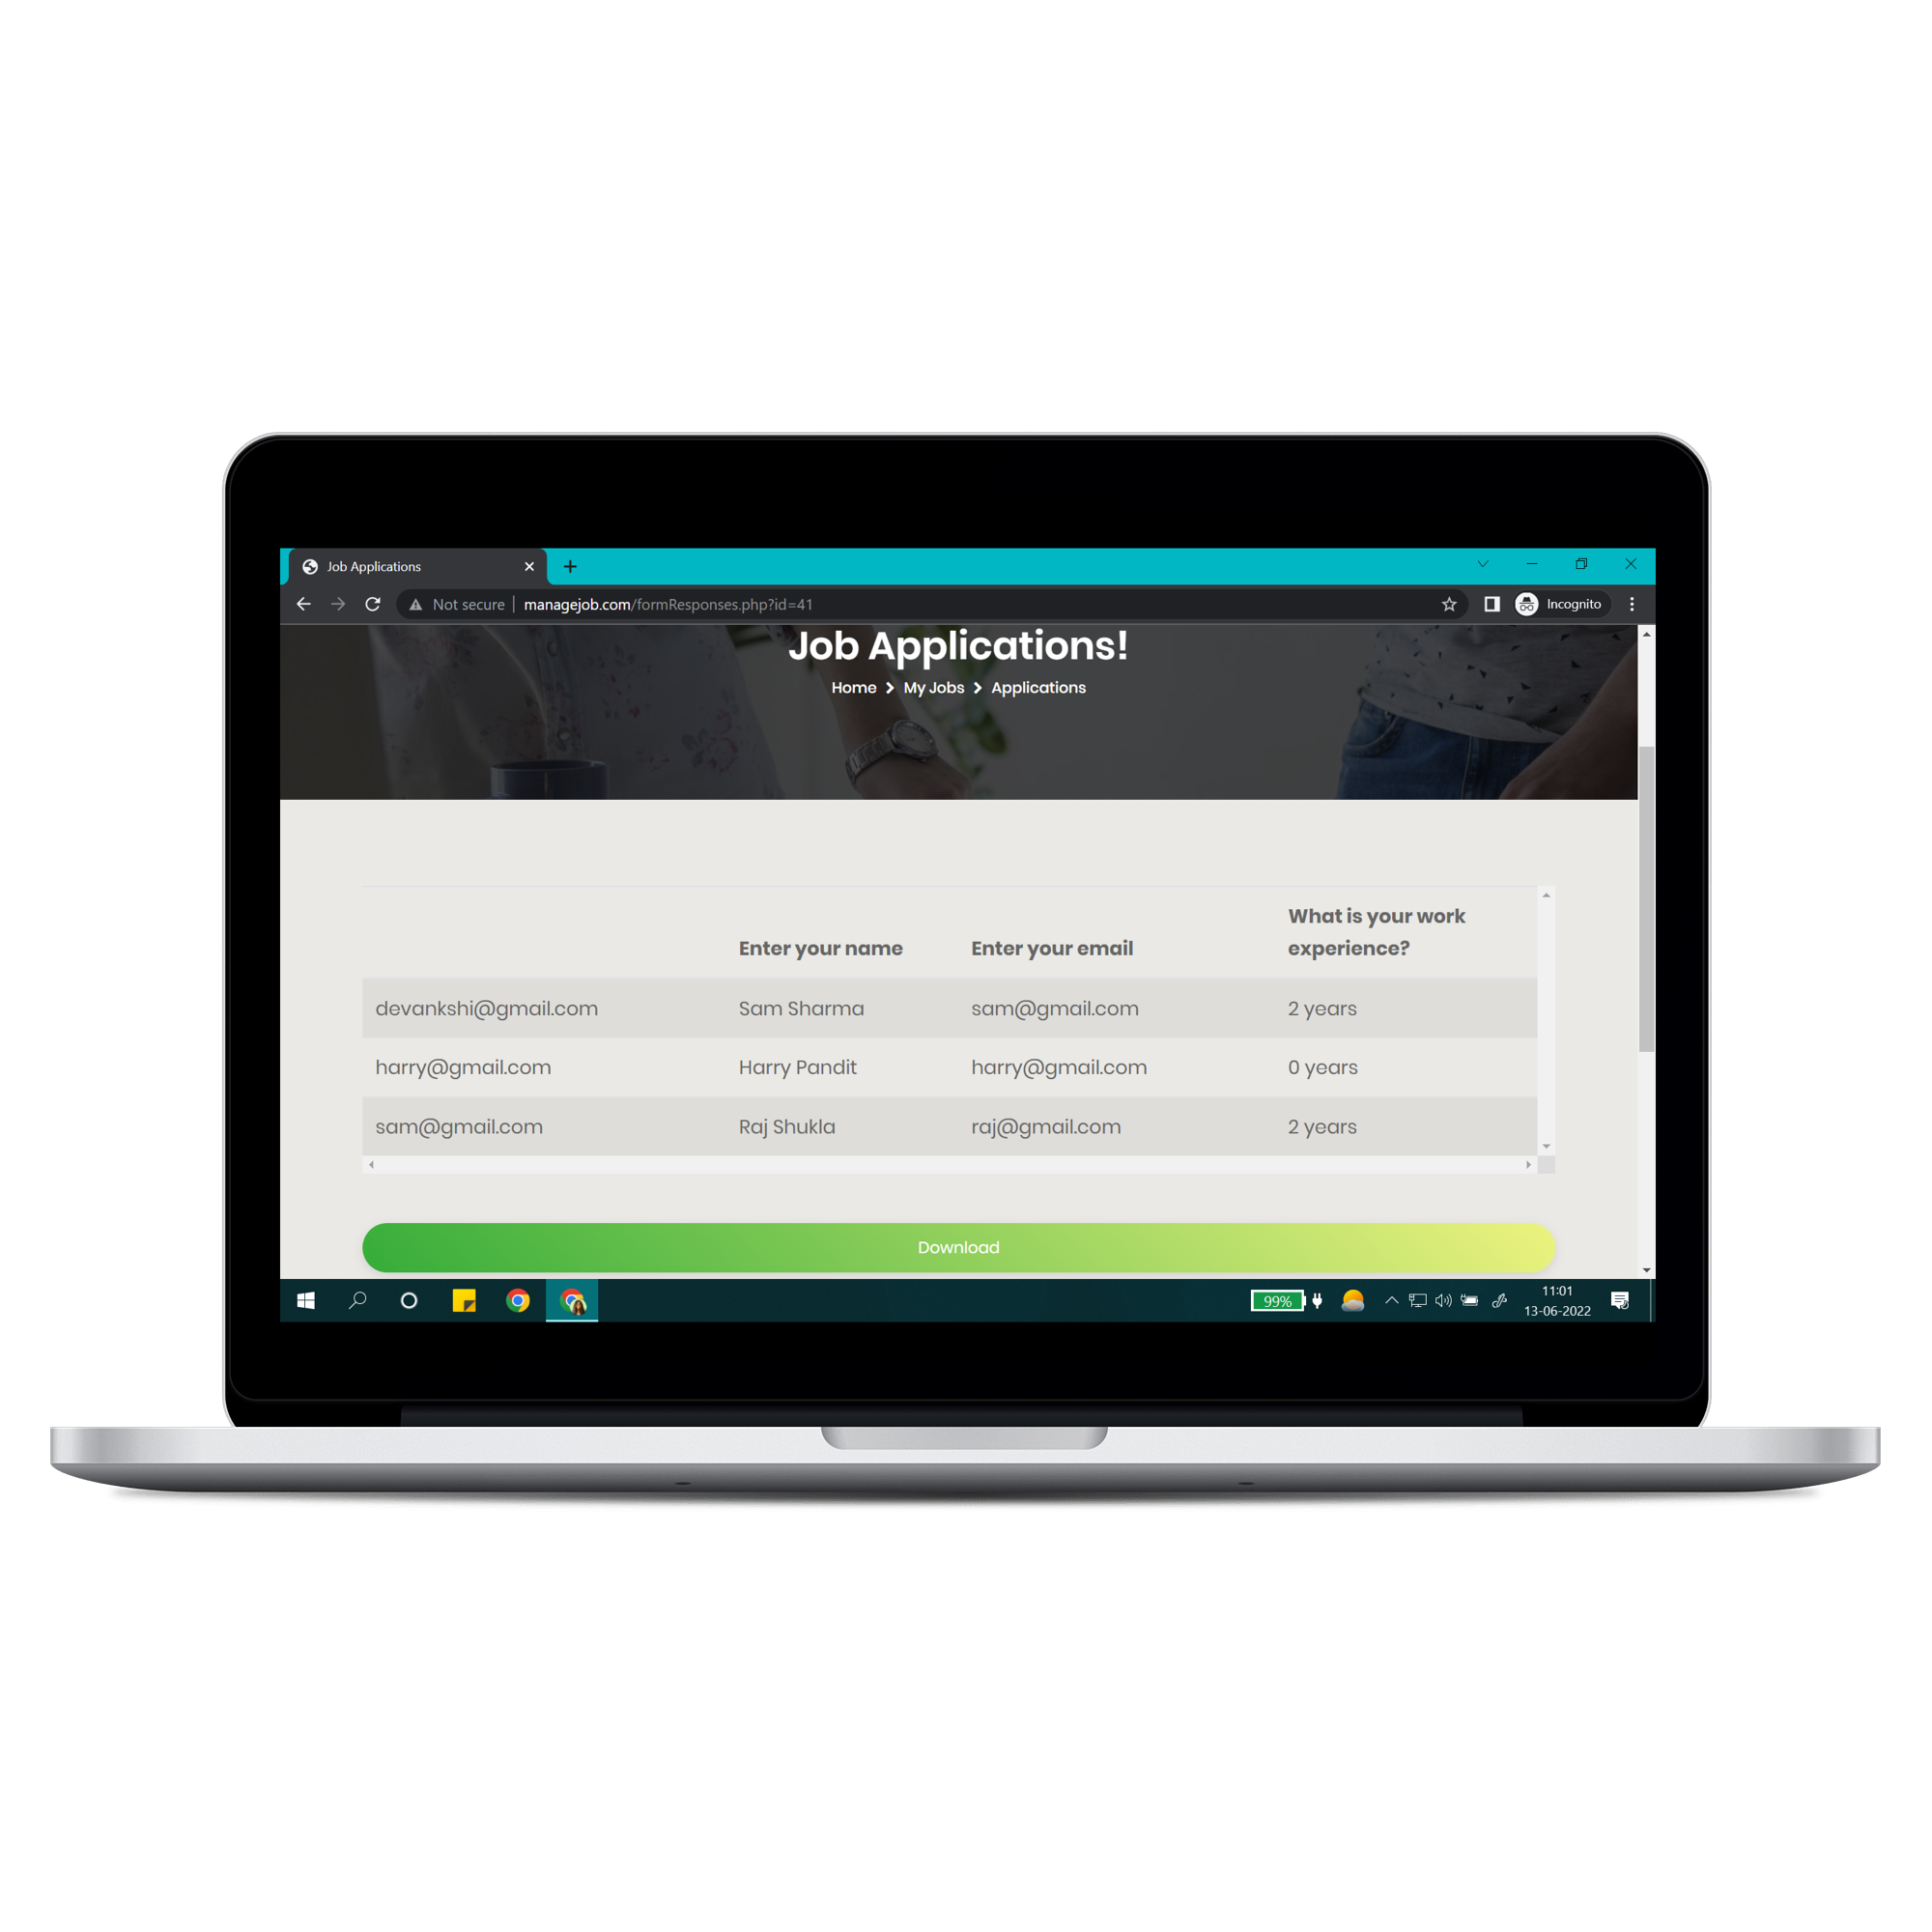 Job Applications
Not secure managejob.com/formResponses.php?id=41
Incognito
Job Applications!
Home > My Jobs > Applications
Enter your name Enter your email What is your work experience?
devankshi@gmail.com Sam Sharma sam@gmail.com 2 years
harry@gmail.com Harry Pandit harry@gmail.com 0 years
sam@gmail.com Raj Shukla raj@gmail.com 2 years
Download
99%
11:01
13-06-2022